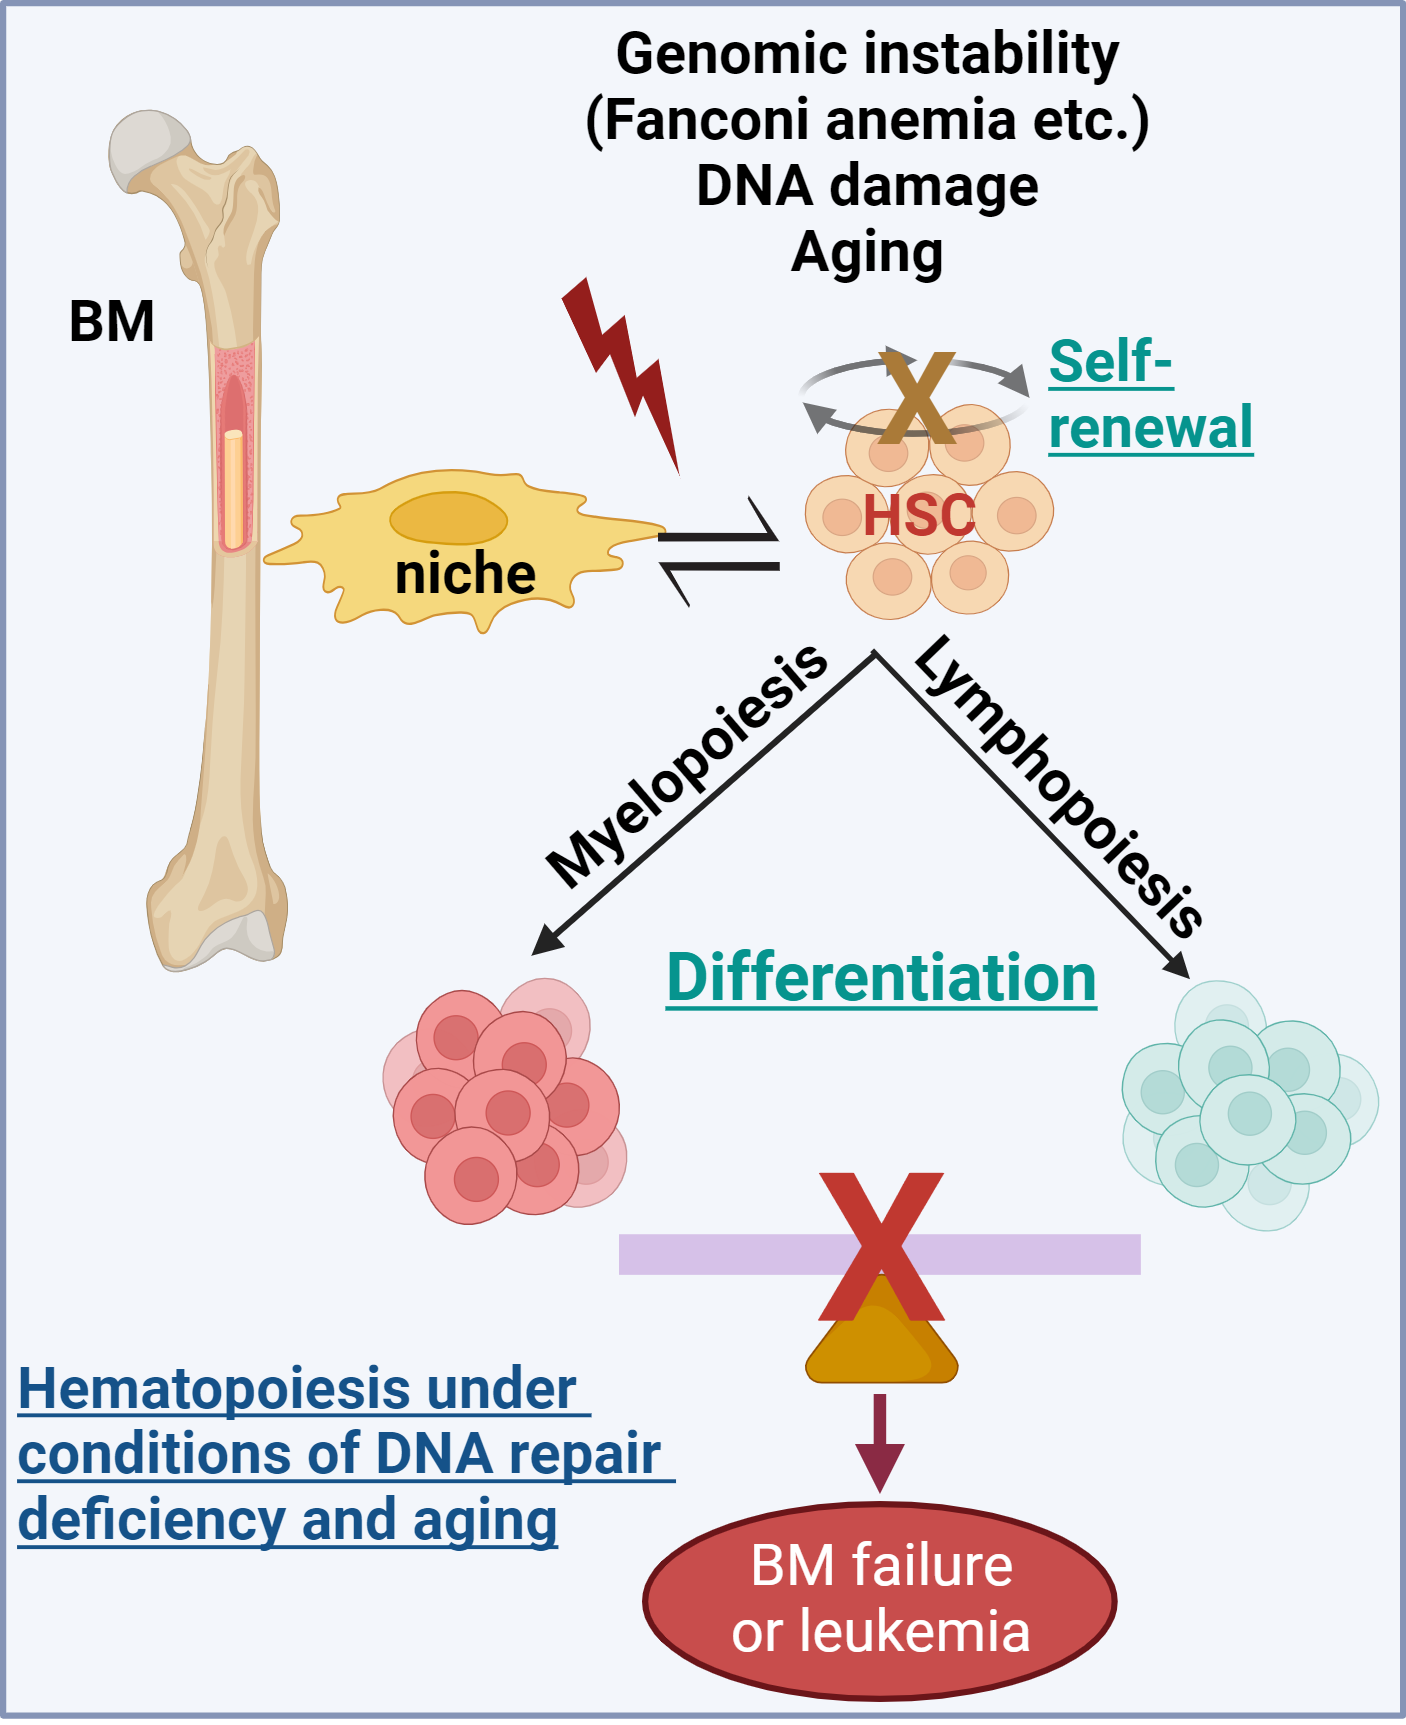 Genomic instability
(Fanconi anemia etc.)
DNA damage
Aging
BM
Self-
renewal
X
HSC
niche
Myelopoiesis
Lymphopoiesis
Differentiation
X
Hematopoiesis under
conditions of DNA repair
deficiency and aging
BM failure
or leukemia